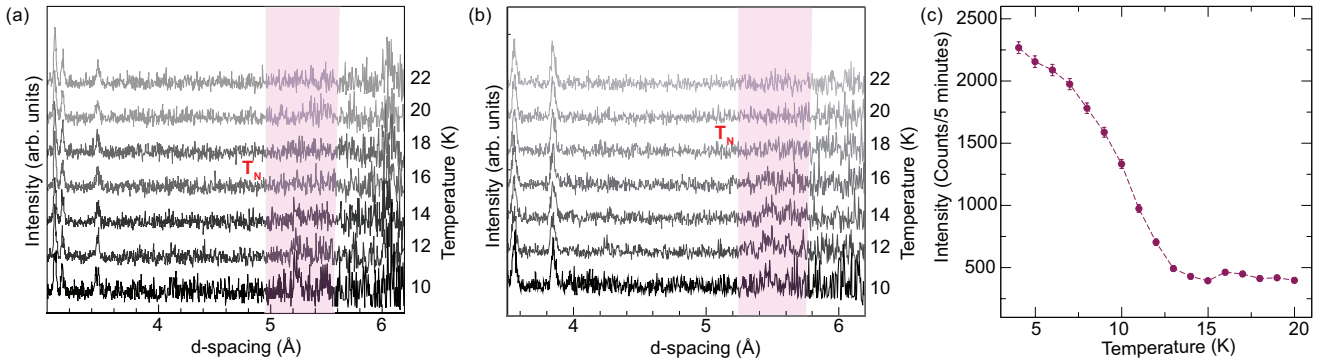 (a)
Intensity (arb. units)
T_N
22
20
18
16
14
12
10
Temperature (K)
4
5
6
d-spacing (Å)
(b)
Intensity (arb. units)
T_N
22
20
18
16
14
12
10
Temperature (K)
4
5
6
d-spacing (Å)
(c)
Intensity (Counts/5 minutes)
2500
2000
1500
1000
500
5
10
15
20
Temperature (K)